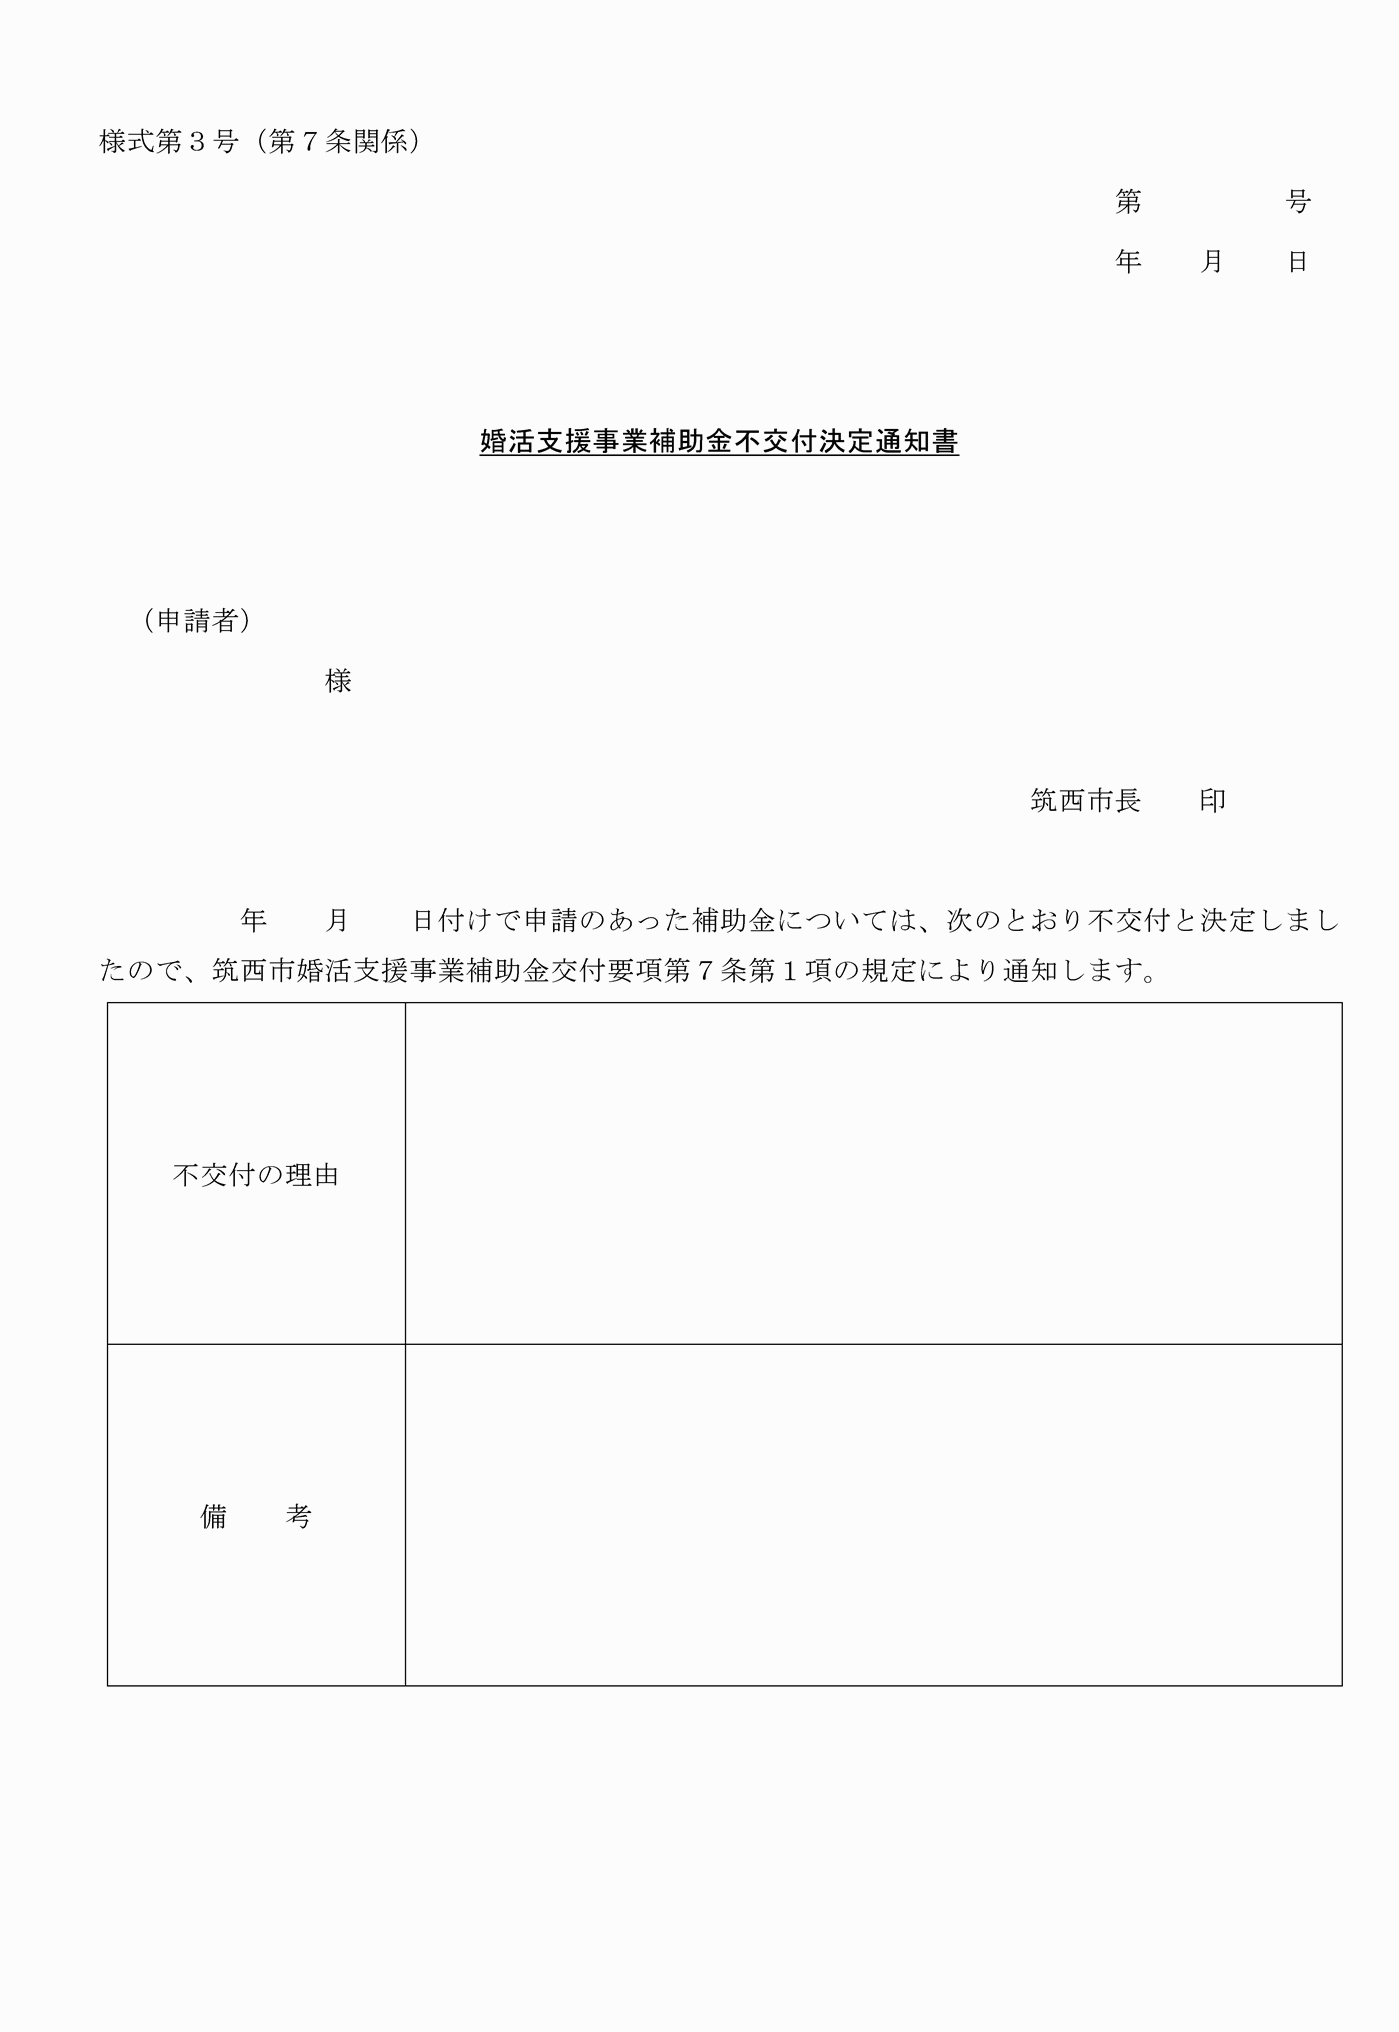 様式第３号（第７条関係）
第　　　　　号
年　　月　　日
婚活支援事業補助金不交付決定通知書
（申請者）
様
筑西市長　　印
年　　月　　日付けで申請のあった補助金については、次のとおり不交付と決定しまし
たので、筑西市婚活支援事業補助金交付要項第７条第１項の規定により通知します。
不交付の理由
備　　考